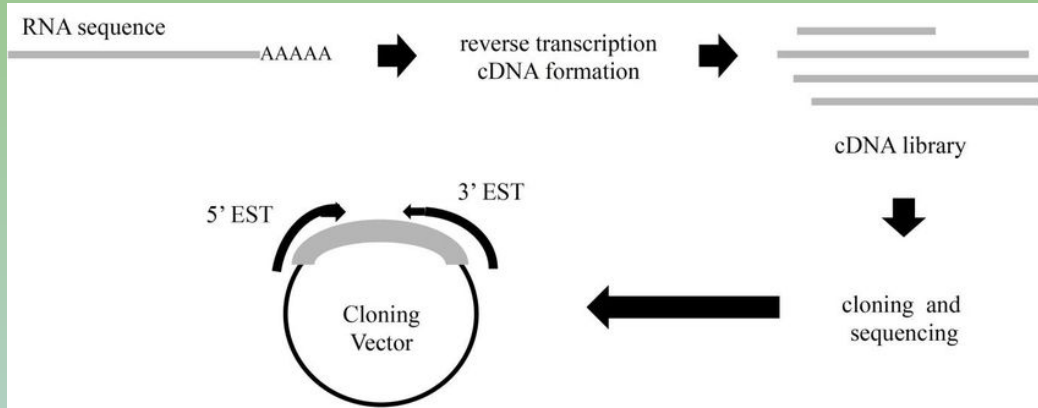 RNA sequence
AAAAA
reverse transcription
cDNA formation
cDNA library
5’ EST
3’ EST
Cloning
Vector
cloning and
sequencing